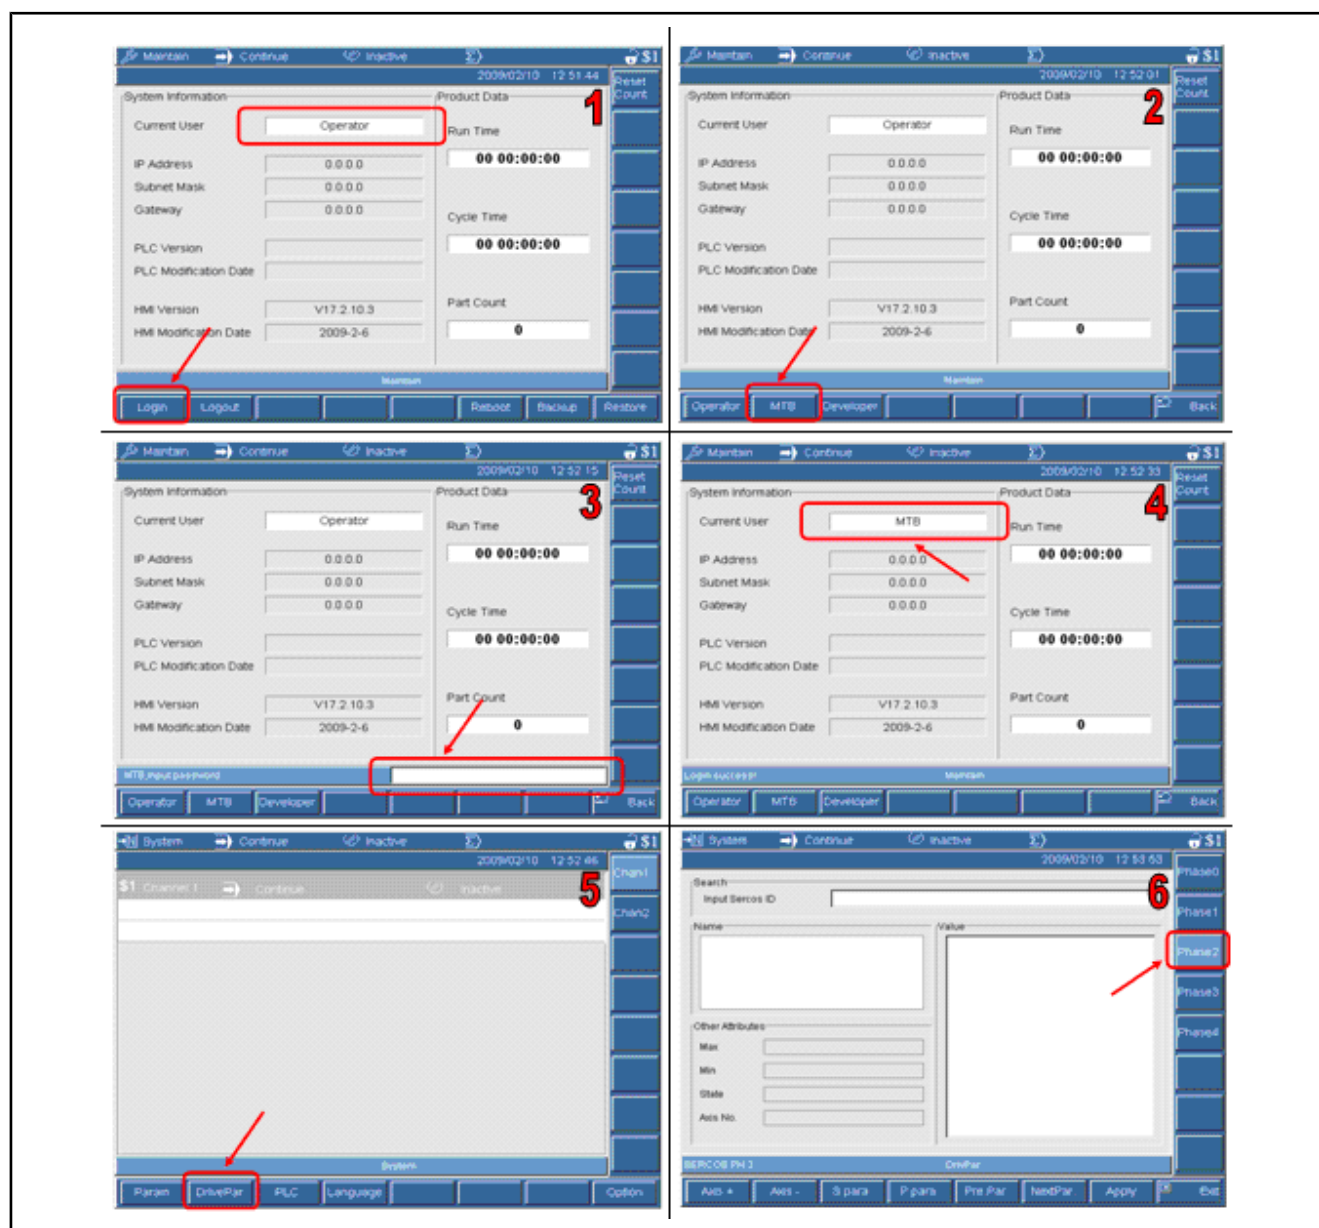 Maintain Continue Inactive Σ) $1
2009/02/10 12:51:44
Reset Count
1
System Information
Product Data
Current User Operator
Run Time
00 00:00:00
IP Address 0.0.0.0
Subnet Mask 0.0.0.0
Gateway 0.0.0.0
Cycle Time
00 00:00:00
PLC Version
PLC Modification Date
HMI Version V17.2.10.3
HMI Modification Date 2009-2-6
Part Count
0
Maintain
Login Logout Reboot Backup Restore
Maintain Continue Inactive Σ) $1
2009/02/10 12:52:01
Reset Count
2
System Information
Product Data
Current User Operator
Run Time
00 00:00:00
IP Address 0.0.0.0
Subnet Mask 0.0.0.0
Gateway 0.0.0.0
Cycle Time
00 00:00:00
PLC Version
PLC Modification Date
HMI Version V17.2.10.3
HMI Modification Date 2009-2-6
Part Count
0
Maintain
Operator MTB Developer Back
Maintain Continue Inactive Σ) $1
2009/02/10 12:52:15
Reset Count
3
System Information
Product Data
Current User Operator
Run Time
00 00:00:00
IP Address 0.0.0.0
Subnet Mask 0.0.0.0
Gateway 0.0.0.0
Cycle Time
00 00:00:00
PLC Version
PLC Modification Date
HMI Version V17.2.10.3
HMI Modification Date 2009-2-6
Part Count
0
MTB input password
Operator MTB Developer Back
Maintain Continue Inactive Σ) $1
2009/02/10 12:52:33
Reset Count
4
System Information
Product Data
Current User MTB
Run Time
00 00:00:00
IP Address 0.0.0.0
Subnet Mask 0.0.0.0
Gateway 0.0.0.0
Cycle Time
00 00:00:00
PLC Version
PLC Modification Date
HMI Version V17.2.10.3
HMI Modification Date 2009-2-6
Part Count
0
Login success! Maintain
Operator MTB Developer Back
System Continue Inactive Σ) $1
2009/02/10 12:52:46
Chan1
Chan2
5
$1 Channel 1 Continue Inactive
System
Param DrivePar PLC Language Option
System Continue Inactive Σ) $1
2009/02/10 12:53:53
Phase0
Phase1
Phase2
Phase3
Phase4
6
Search
Input Sercos ID
Name
Value
Other Attributes
Max
Min
State
Axis No.
SERCOS PH 2 DrivPar
Axis + Axis - S para P para Pre Par NextPar Apply Exit